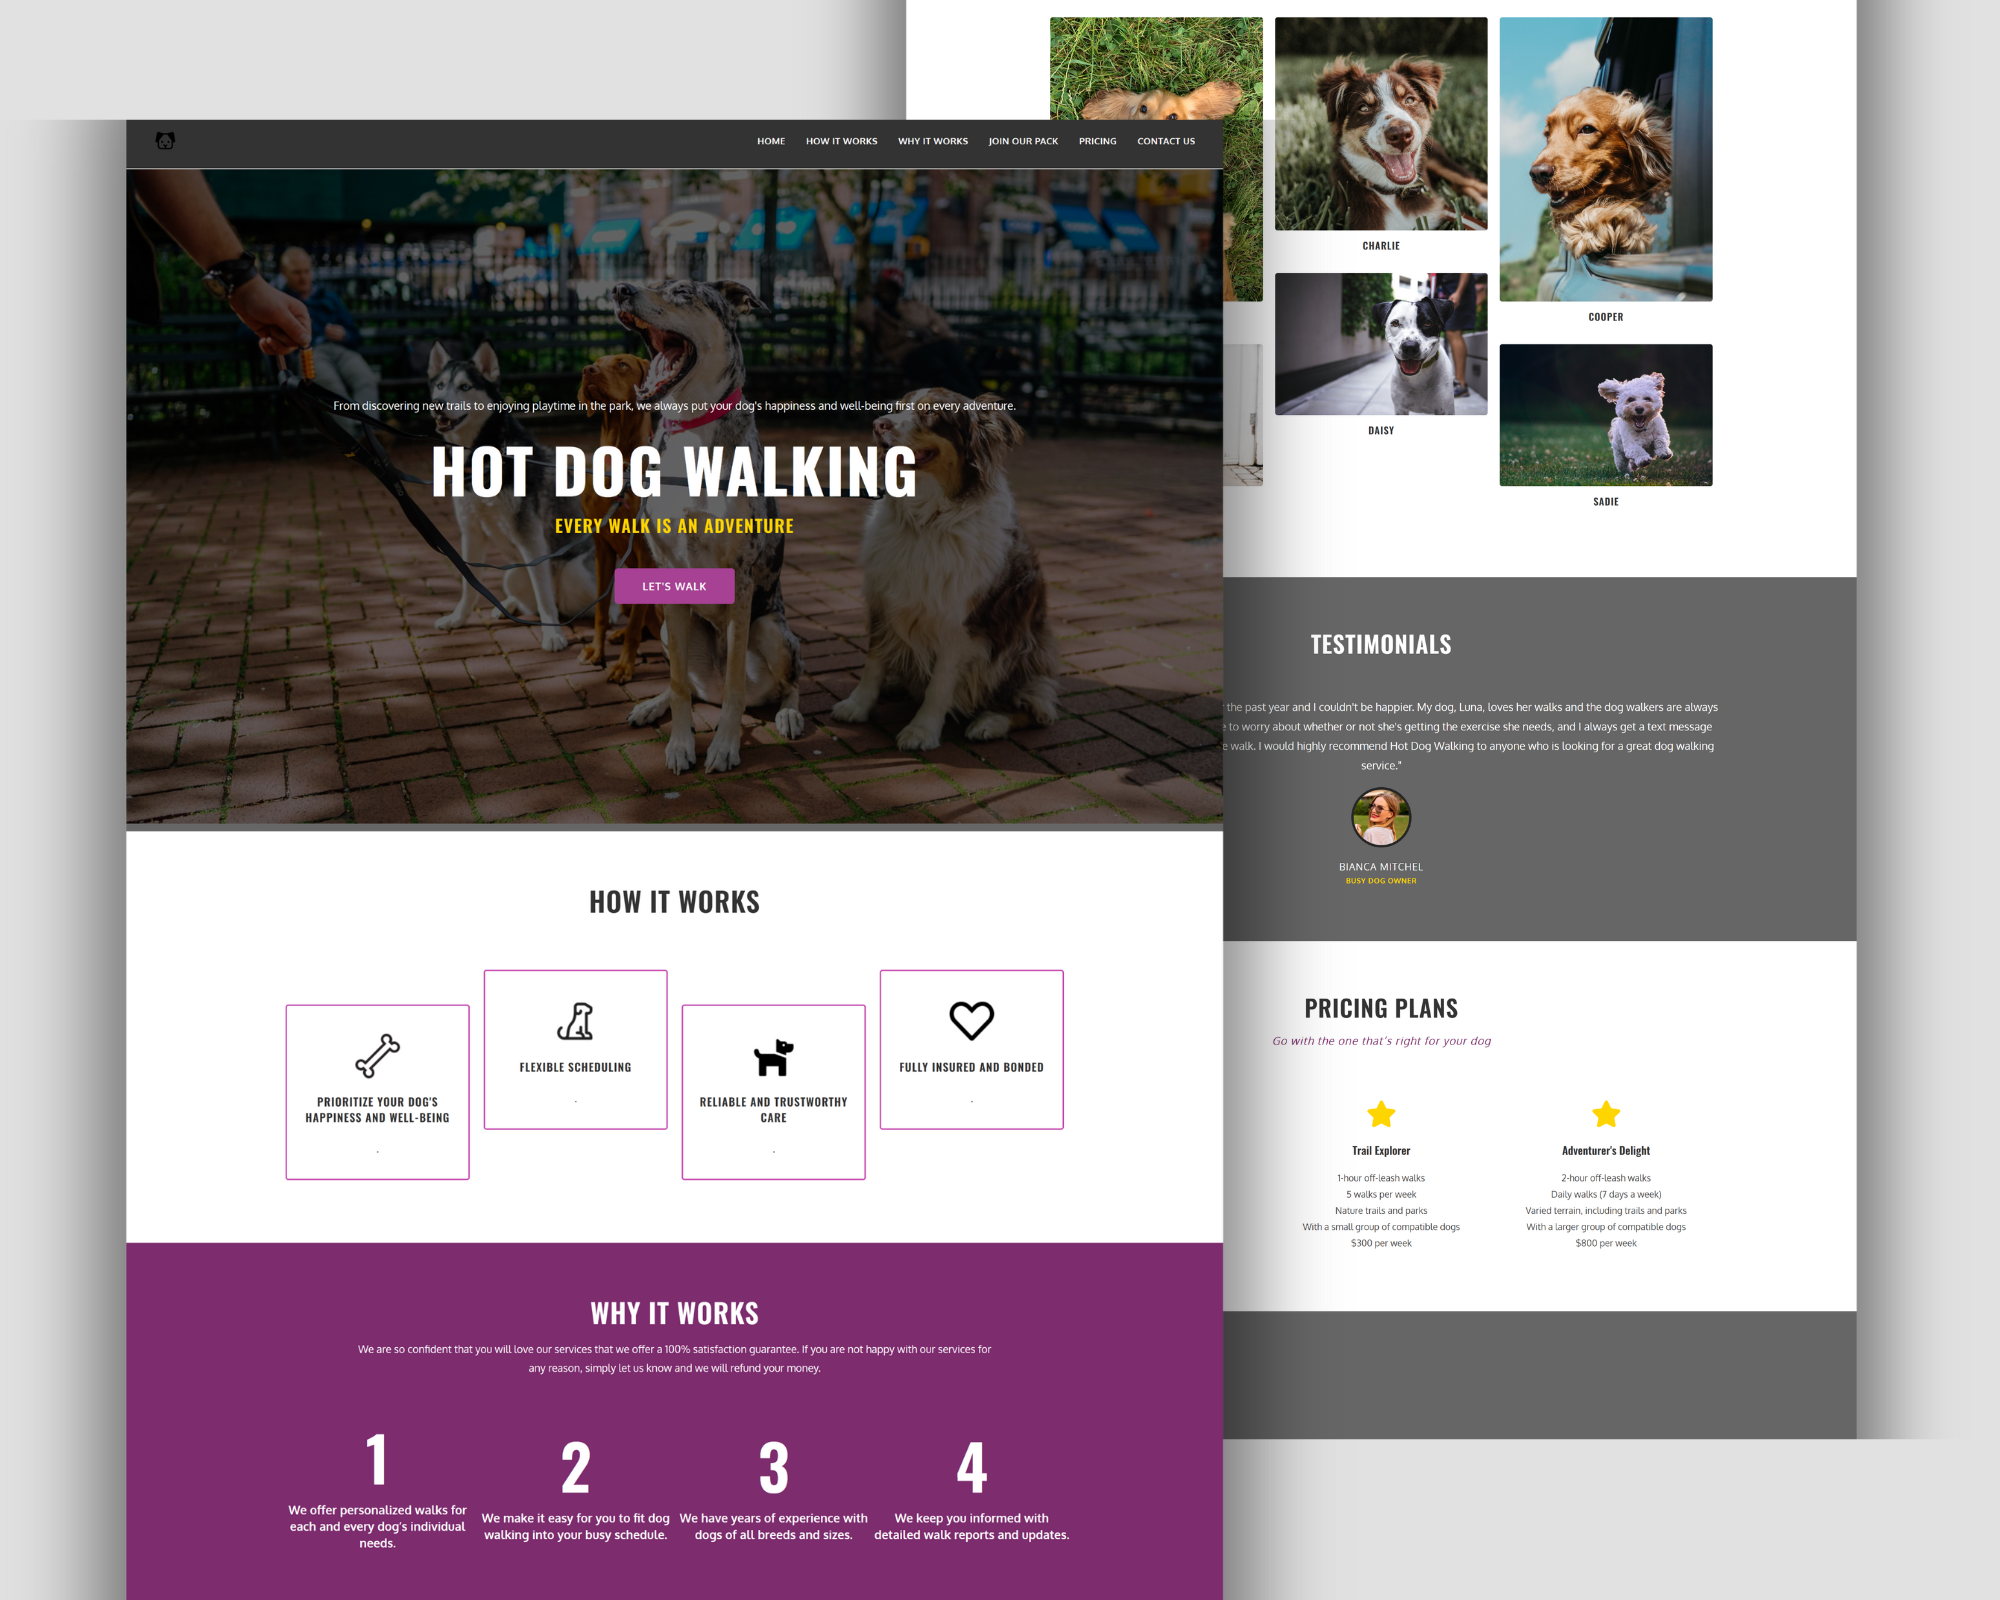 HOME HOW IT WORKS WHY IT WORKS JOIN OUR PACK PRICING CONTACT US
From discovering new trails to enjoying playtime in the park, we always put your dog's happiness and well-being first on every adventure.
HOT DOG WALKING
EVERY WALK IS AN ADVENTURE
LET'S WALK
HOW IT WORKS
PRIORITIZE YOUR DOG'S
HAPPINESS AND WELL-BEING
.
FLEXIBLE SCHEDULING
.
RELIABLE AND TRUSTWORTHY
CARE
.
FULLY INSURED AND BONDED
.
WHY IT WORKS
We are so confident that you will love our services that we offer a 100% satisfaction guarantee. If you are not happy with our services for
any reason, simply let us know and we will refund your money.
1
We offer personalized walks for
each and every dog's individual
needs.
2
We make it easy for you to fit dog
walking into your busy schedule.
3
We have years of experience with
dogs of all breeds and sizes.
4
We keep you informed with
detailed walk reports and updates.
CHARLIE
COOPER
DAISY
SADIE
TESTIMONIALS
the past year and I couldn't be happier. My dog, Luna, loves her walks and the dog walkers are always
to worry about whether or not she's getting the exercise she needs, and I always get a text message
walk. I would highly recommend Hot Dog Walking to anyone who is looking for a great dog walking
service."
BIANCA MITCHEL
BUSY DOG OWNER
PRICING PLANS
Go with the one that's right for your dog
Trail Explorer
1-hour off-leash walks
5 walks per week
Nature trails and parks
With a small group of compatible dogs
$300 per week
Adventurer's Delight
2-hour off-leash walks
Daily walks (7 days a week)
Varied terrain, including trails and parks
With a larger group of compatible dogs
$800 per week